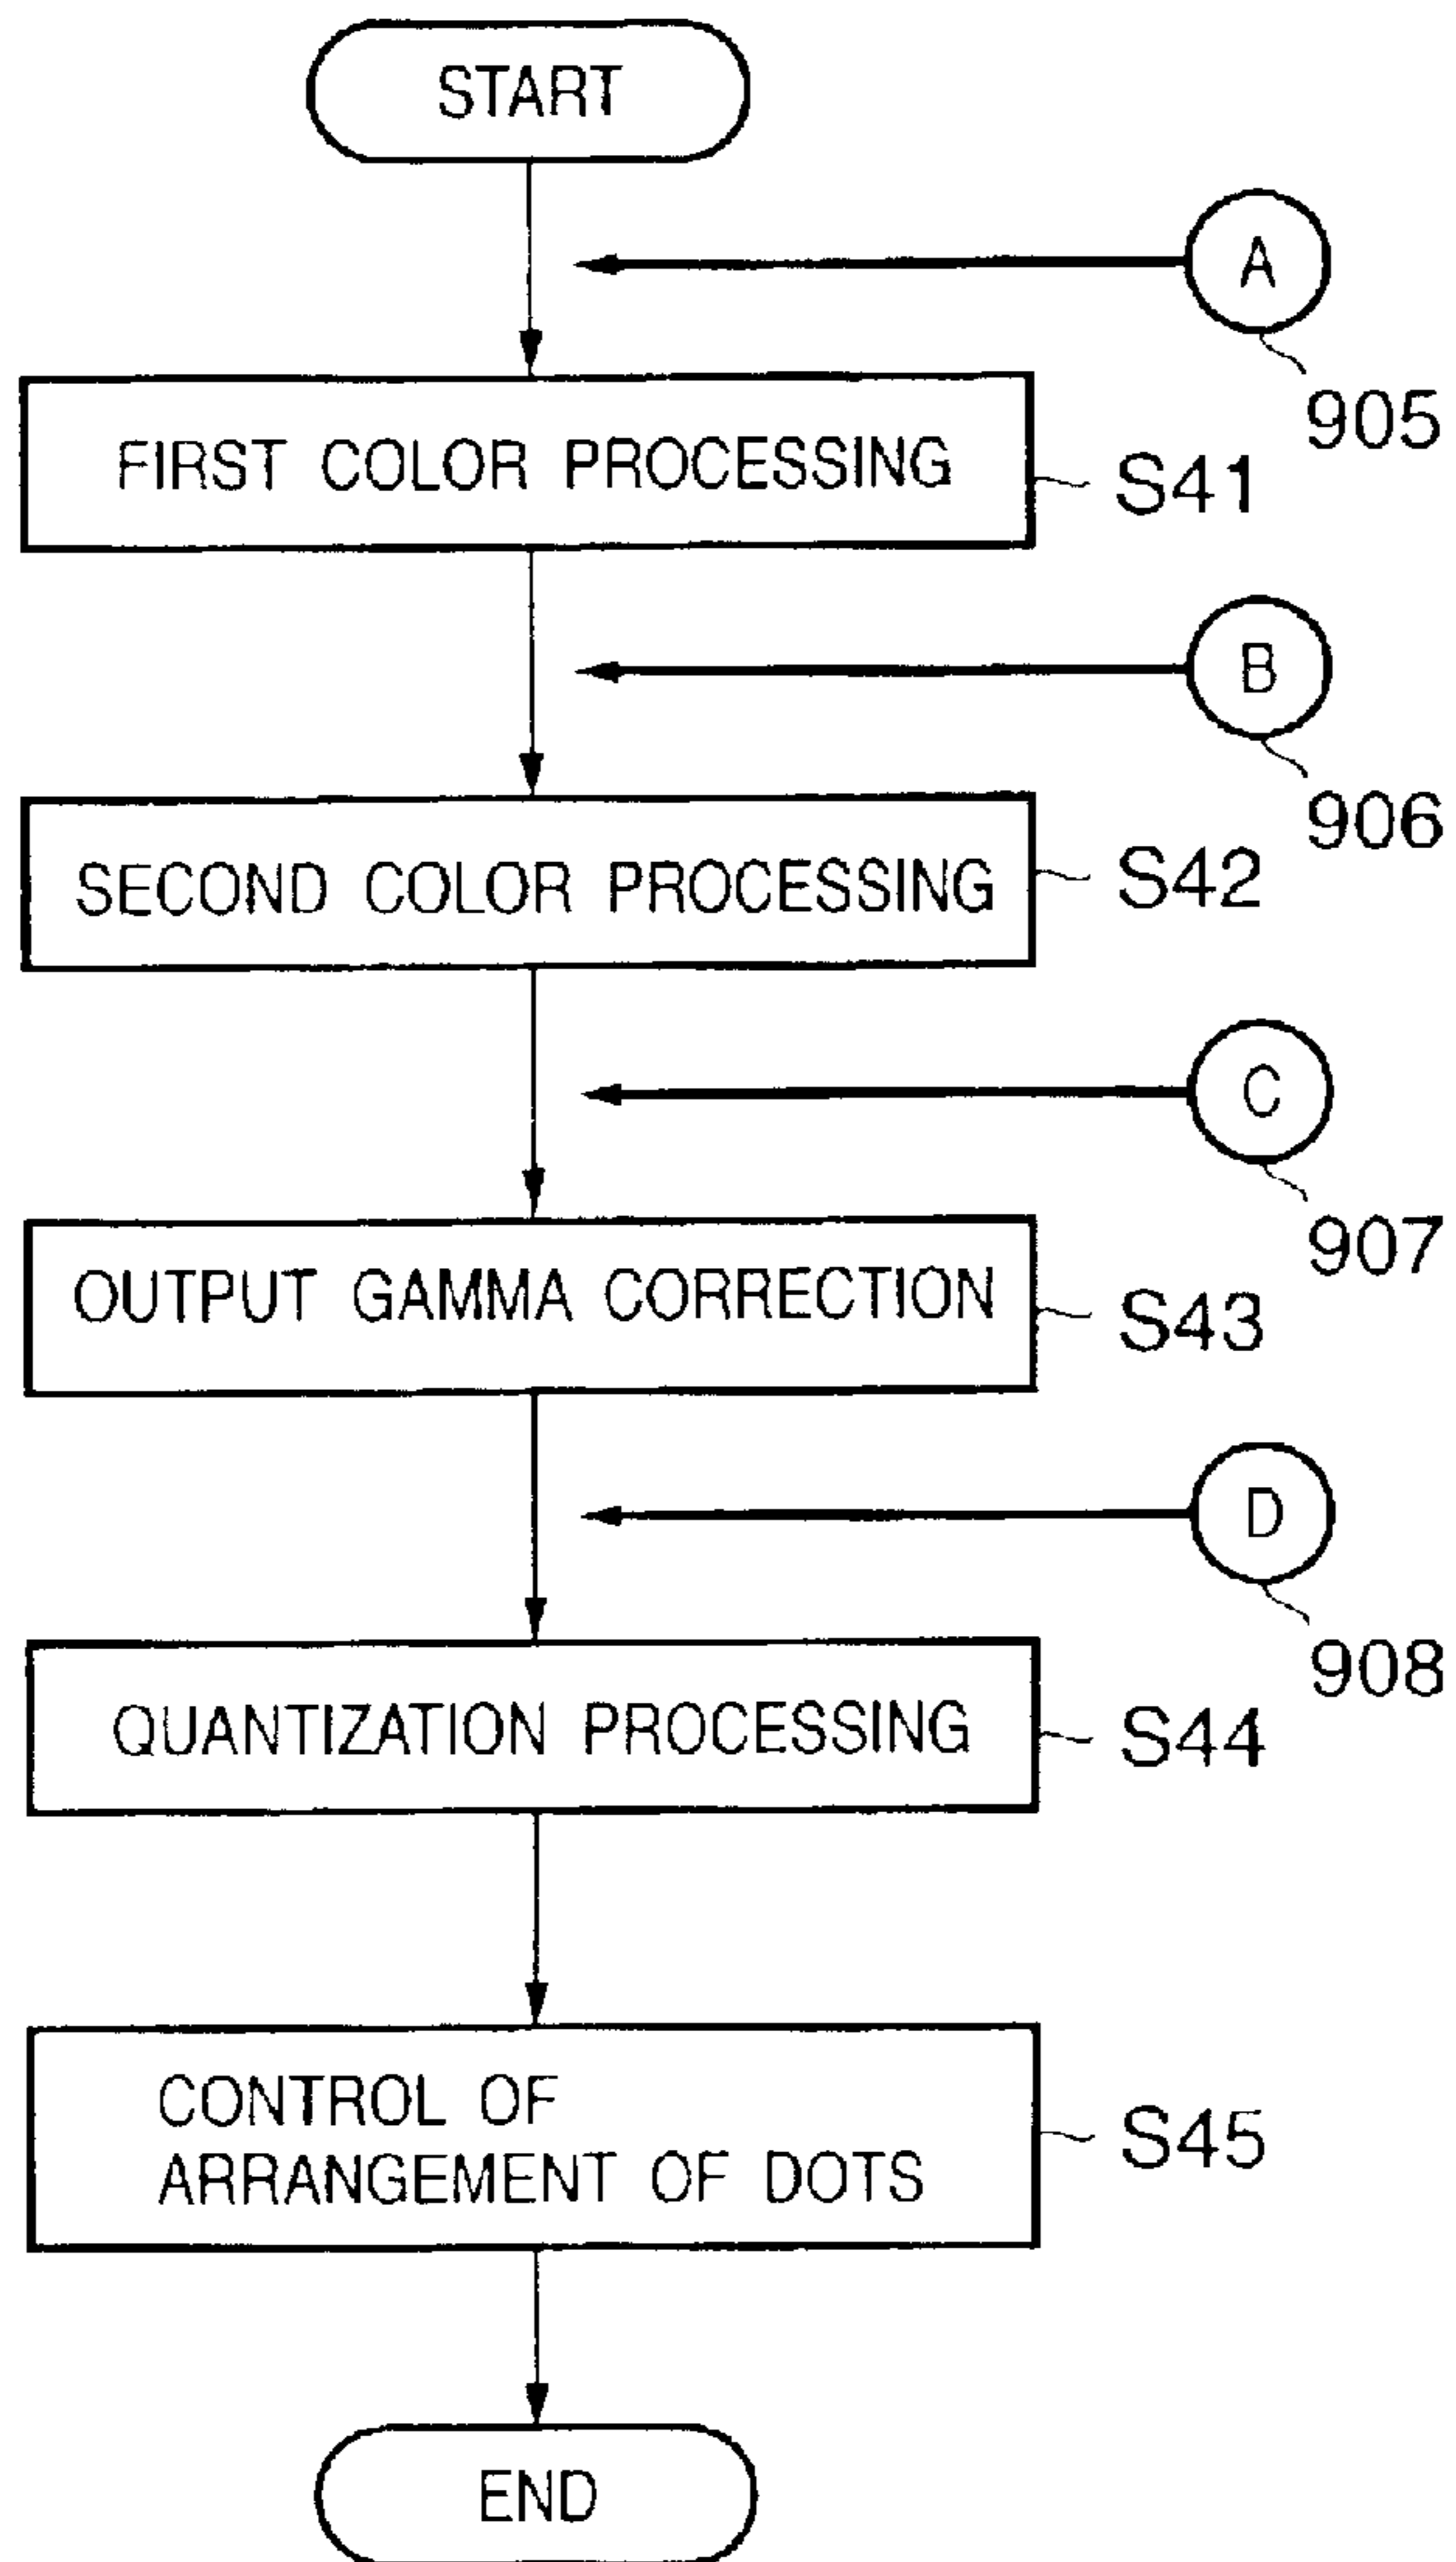 START
A
905
FIRST COLOR PROCESSING
S41
B
906
SECOND COLOR PROCESSING
S42
C
907
OUTPUT GAMMA CORRECTION
S43
D
908
QUANTIZATION PROCESSING
S44
CONTROL OF
ARRANGEMENT OF DOTS
S45
END